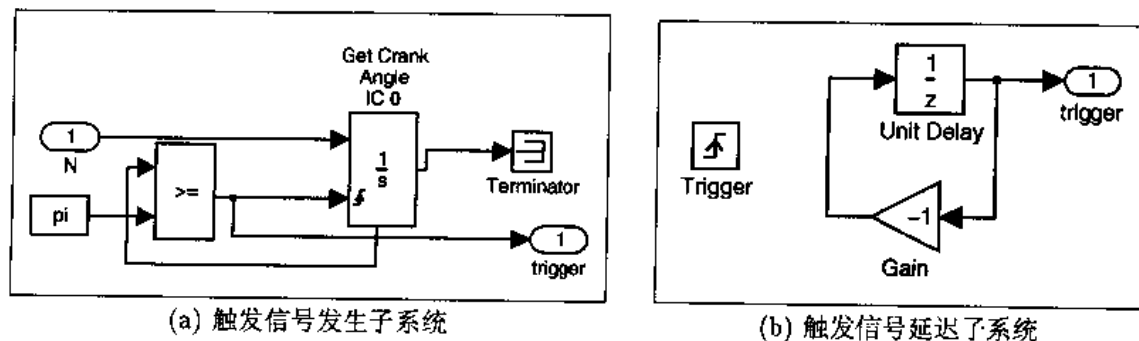 Get Crank
Angle
IC 0
1
N
pi
>=
1
s
Terminator
1
trigger
(a) 触发信号发生子系统
Trigger
1
z
Unit Delay
1
trigger
-1
Gain
(b) 触发信号延迟子系统